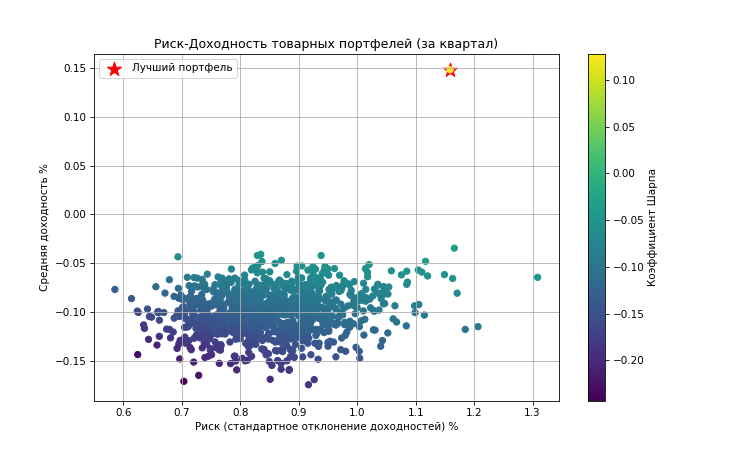 Риск-Доходность товарных портфелей (за квартал)
Лучший портфель
Средняя доходность %
0.15
0.10
0.05
0.00
−0.05
−0.10
−0.15
0.6 0.7 0.8 0.9 1.0 1.1 1.2 1.3
Риск (стандартное отклонение доходностей) %
0.10
0.05
0.00
−0.05
−0.10
−0.15
−0.20
Коэффициент Шарпа